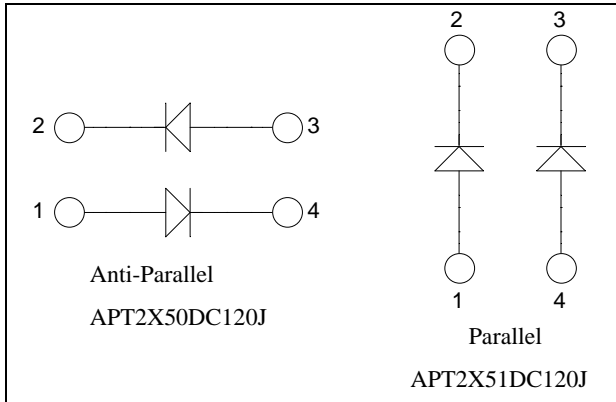 2 3
1 4
Anti-Parallel
APT2X50DC120J
2 3
1 4
Parallel
APT2X51DC120J